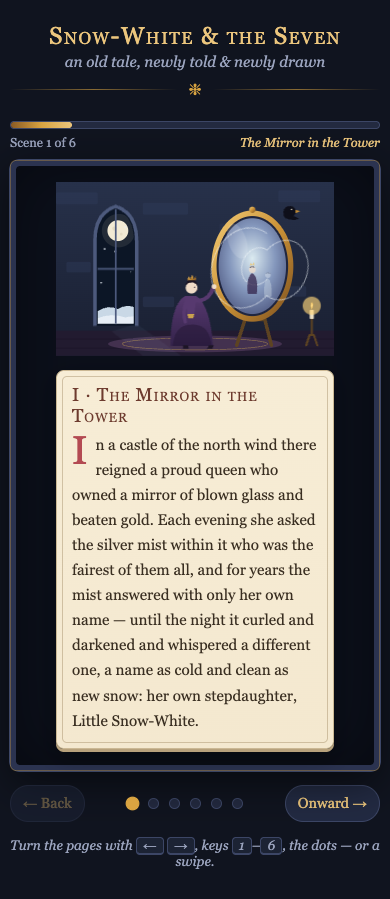 Snow-White & the Seven
an old tale, newly told & newly drawn
Scene 1 of 6
The Mirror in the Tower
I · The Mirror in the
Tower
In a castle of the north wind there
reigned a proud queen who
owned a mirror of blown glass and
beaten gold. Each evening she asked
the silver mist within it who was the
fairest of them all, and for years the
mist answered with only her own
name — until the night it curled and
darkened and whispered a different
one, a name as cold and clean as
new snow: her own stepdaughter,
Little Snow-White.
← Back
Onward →
Turn the pages with ← →, keys 1–6, the dots — or a
swipe.